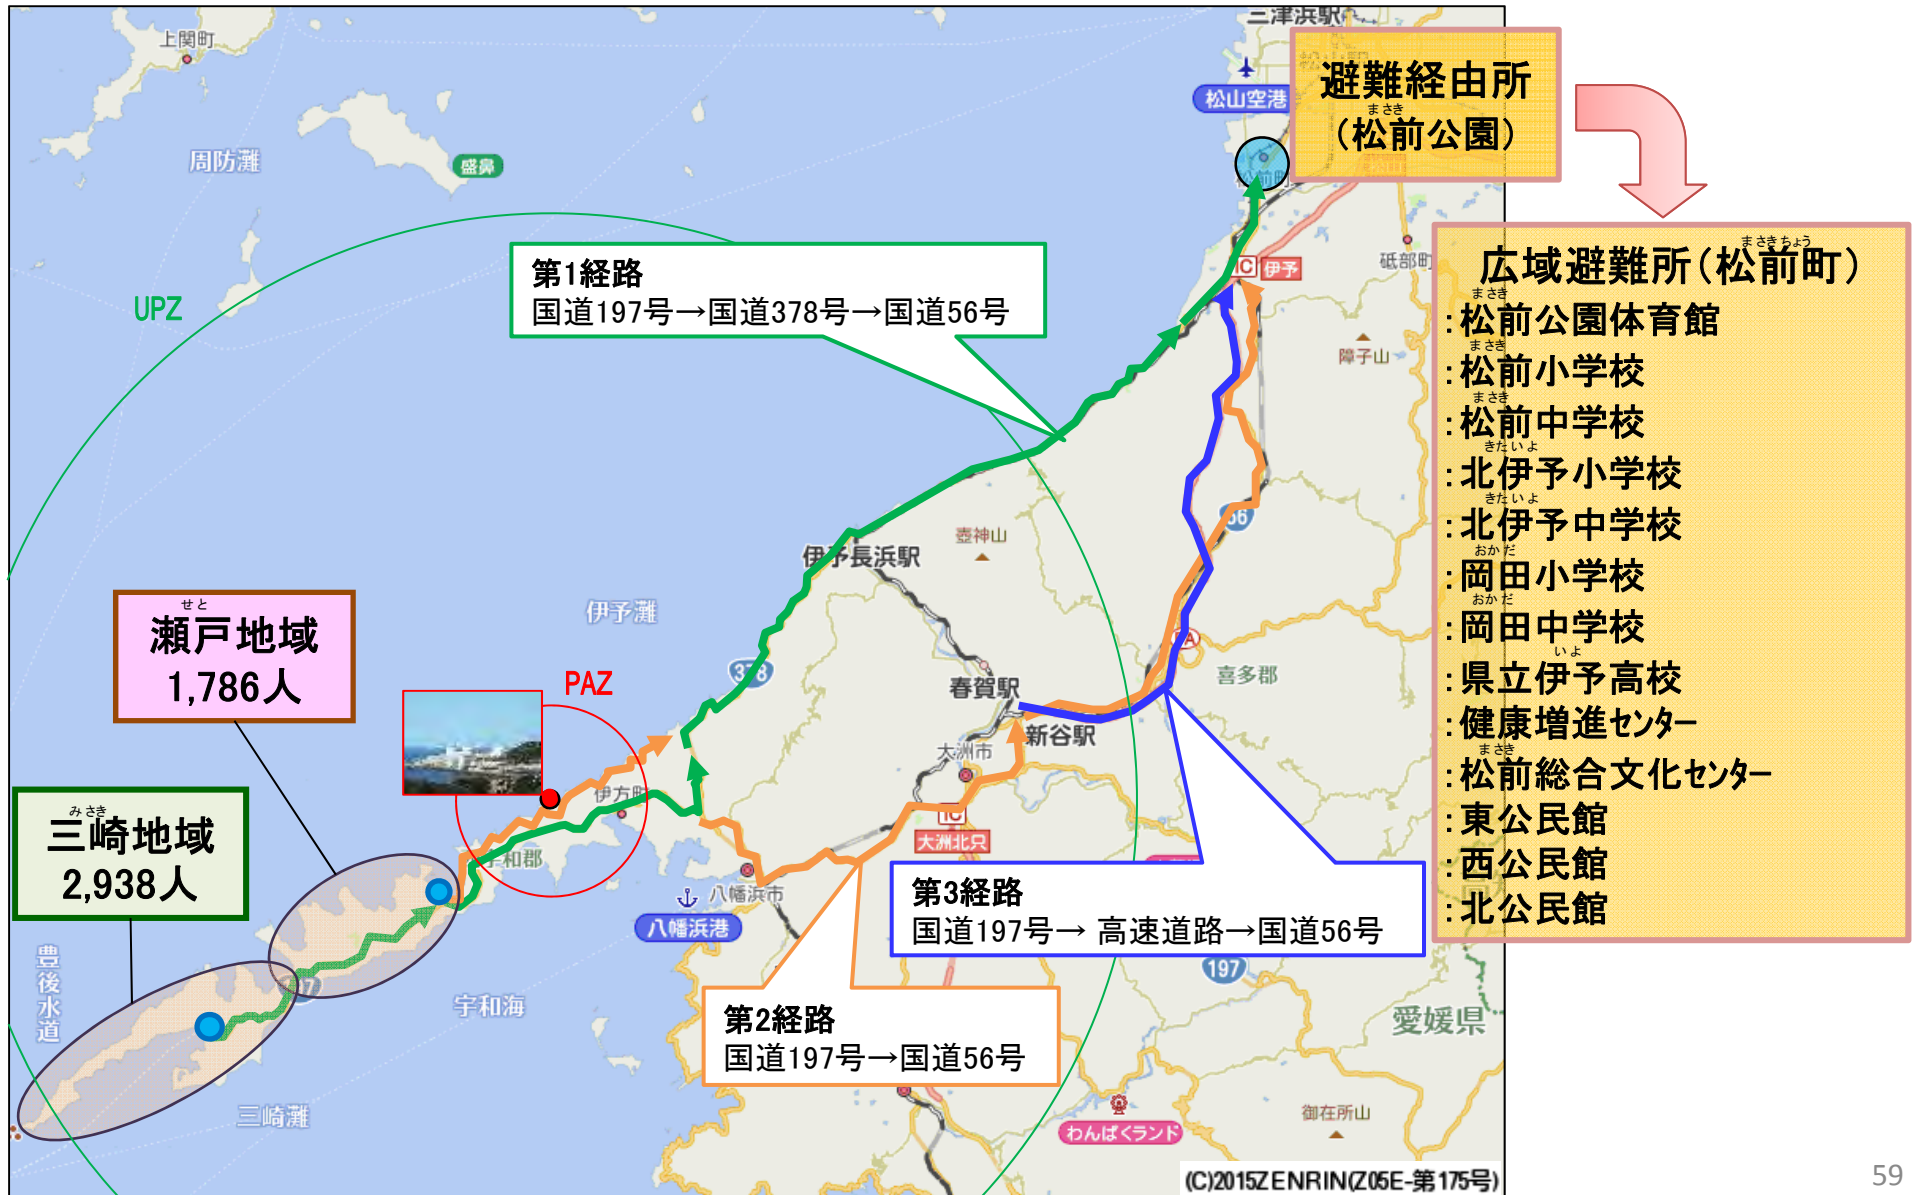 三津浜駅
上関町
松山空港
避難経由所
まさき
(松前公園)
周防灘
盛鼻
松前町
UPZ
第1経路
国道197号→国道378号→国道56号
IC 伊予
砥部町
まさきちょう
広域避難所(松前町)
まさき
:松前公園体育館
まさき
:松前小学校
まさき
:松前中学校
きたいよ
:北伊予小学校
きたいよ
:北伊予中学校
おかだ
:岡田小学校
おかだ
:岡田中学校
いよ
:県立伊予高校
:健康増進センター
まさき
:松前総合文化センター
:東公民館
:西公民館
:北公民館
障子山
56
壺神山
伊予長浜駅
伊予灘
せと
瀬戸地域
1,786人
378
PAZ
春賀駅
新谷駅
大洲市
PA
喜多郡
伊方町
みさき
三崎地域
2,938人
IC
大洲北只
宇和郡
八幡浜市
八幡浜港
第3経路
国道197号→ 高速道路→国道56号
豊後水道
197
197
宇和海
第2経路
国道197号→国道56号
愛媛県
三崎灘
わんぱくランド
御在所山
(C)2015ZENRIN(Z05E-第175号)
59